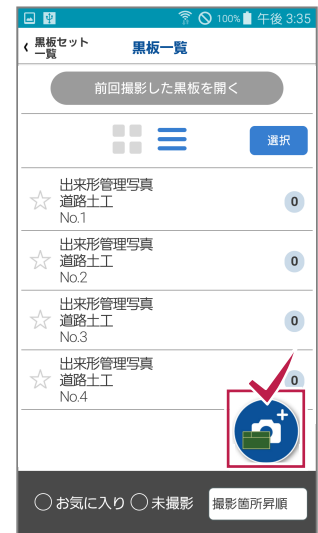 100% 午後 3:35
黒板セット
一覧
黒板一覧
前回撮影した黒板を開く
選択
出来形管理写真
道路土工
No.1
0
出来形管理写真
道路土工
No.2
0
出来形管理写真
道路土工
No.3
0
出来形管理写真
道路土工
No.4
0
お気に入り 未撮影 撮影箇所昇順